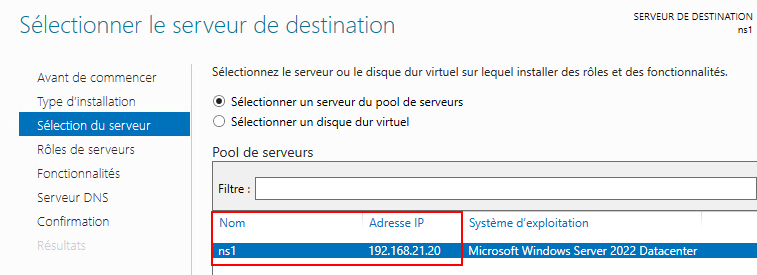 Sélectionner le serveur de destination
SERVEUR DE DESTINATION
ns1
Avant de commencer
Type d'installation
Sélection du serveur
Rôles de serveurs
Fonctionnalités
Serveur DNS
Confirmation
Résultats
Sélectionnez le serveur ou le disque dur virtuel sur lequel installer des rôles et des fonctionnalités.
Sélectionner un serveur du pool de serveurs
Sélectionner un disque dur virtuel
Pool de serveurs
Filtre :
Nom Adresse IP Système d'exploitation
ns1 192.168.21.20 Microsoft Windows Server 2022 Datacenter